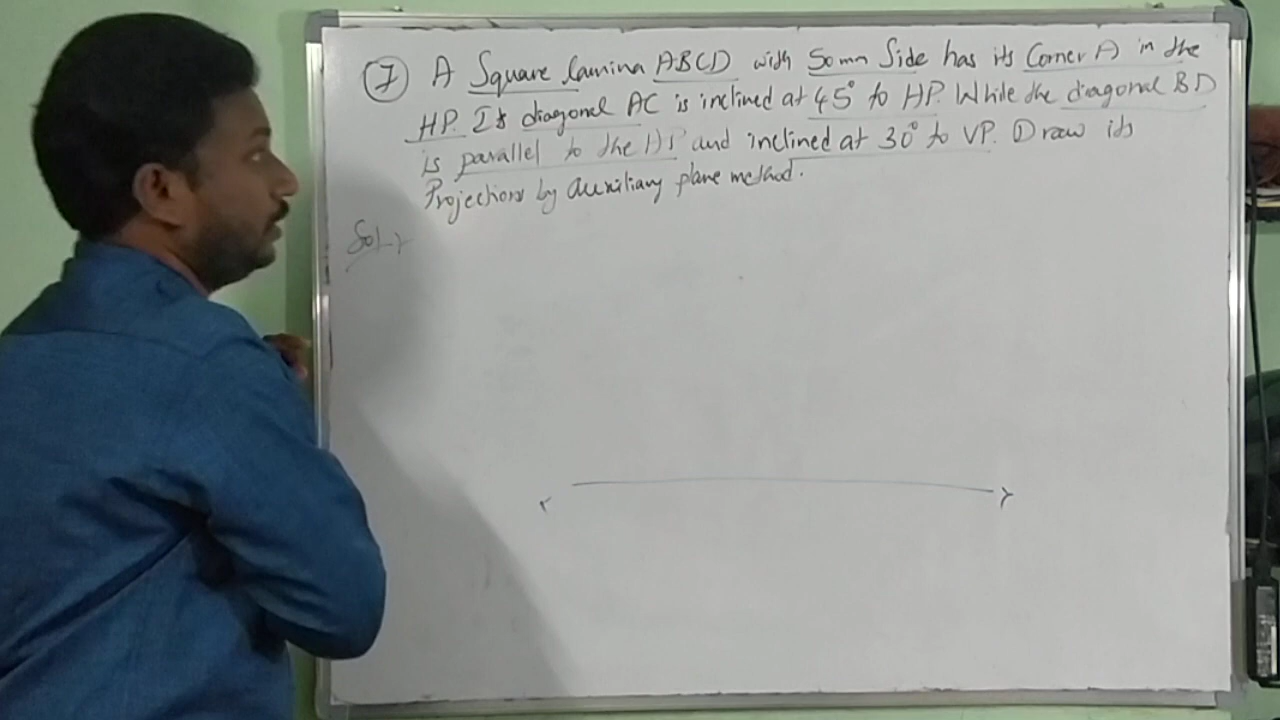 7 A Square lamina ABCD with 50mm Side has its Corner A in the
HP. Its diagonal AC is inclined at 45° to HP. While the diagonal BD
is parallel to the HP and inclined at 30° to VP. Draw its
Projections by auxiliary plane method.
Sol:-
x y